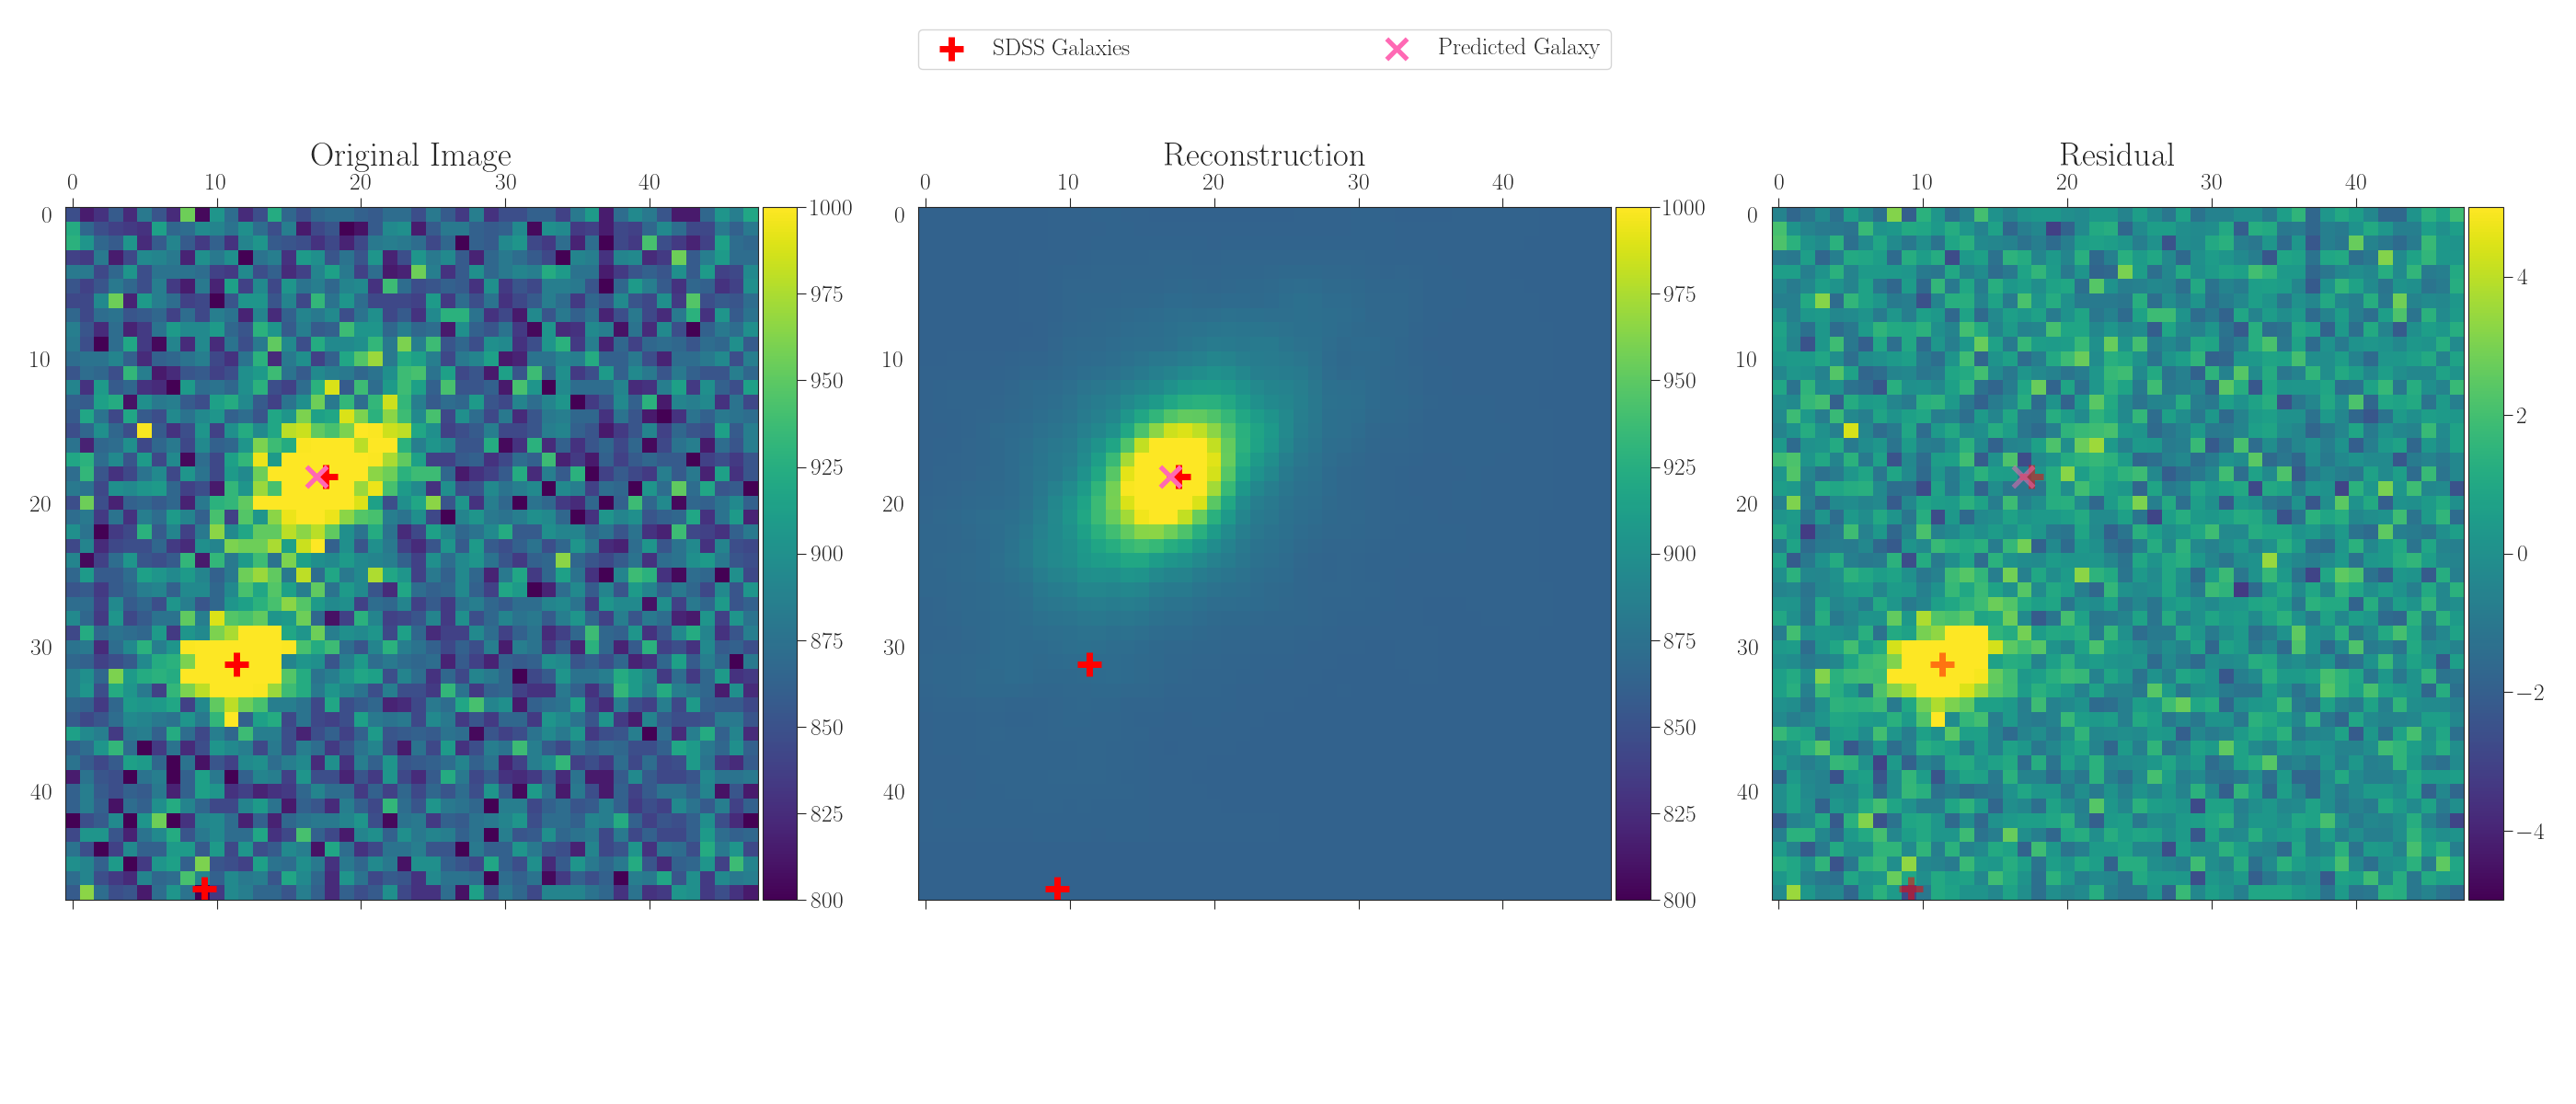 SDSS Galaxies Predicted Galaxy
Original Image Reconstruction Residual
0 10 20 30 40 0 10 20 30 40 0 10 20 30 40
0 1000 0 1000 0
975 975 4
10 950 10 950 10
925 925 2
20 900 20 900 20 0
30 875 30 875 30
850 850 −2
40 825 40 825 40 −4
800 800